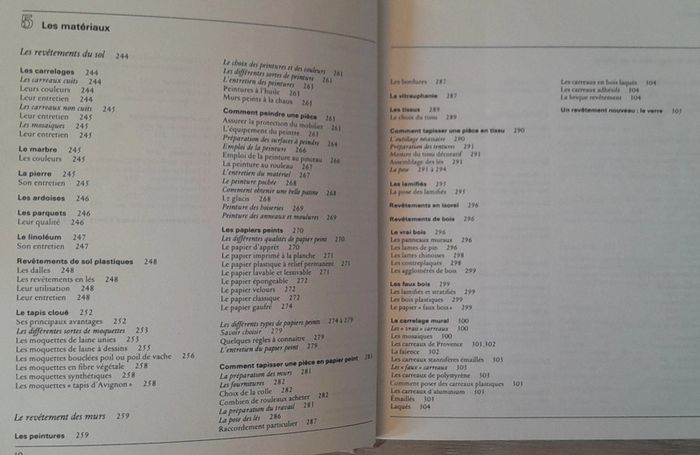 5 Les matériaux
Les revêtements du sol 244
Les carrelages 244
Les carreaux cuits 244
Leurs couleurs 244
Leur entretien 244
Les carreaux non cuits 245
Leur entretien 245
Les mosaïques 245
Leur entretien 245
Le marbre 245
Les couleurs 245
La pierre 245
Son entretien 245
Les ardoises 246
Les parquets 246
Leur qualité 246
Le linoléum 247
Son entretien 247
Revêtements de sol plastiques 248
Les dalles 248
Les revêtements en lés 248
Leur utilisation 248
Leur entretien 248
Le tapis cloué 252
Ses principaux avantages 252
Les différentes sortes de moquettes 253
Les moquettes de laine unies 253
Les moquettes de laine à dessins 255
Les moquettes bouclées poil ou poil de vache 256
Les moquettes en fibre végétale 258
Les moquettes synthétiques 258
Les moquettes « tapis d'Avignon » 258
Le revêtement des murs 259
Les peintures 259
Le choix des peintures et des couleurs 261
Les différentes sortes de peinture 261
L'entretien des peintures 261
Peintures à l'huile 261
Murs peints à la chaux 261
Comment peindre une pièce 262
Assurer la protection du mobilier 262
L'équipement du peintre 263
Préparation des surfaces à peindre 264
Emploi de la peinture 266
Emploi de la peinture au pinceau 266
La peinture au rouleau 267
L'entretien du matériel 267
Le peinture pochée 268
Comment obtenir une belle patine 268
Le glacis 268
Peinture des boiseries 269
Peinture des anneaux et moulures 269
Les papiers peints 270
Les différentes qualités de papier peint 270
Le papier d'apprêt 270
Le papier imprimé à la planche 271
Le papier peint à relief permanent 271
Le papier lavable et lessivable 271
Le papier épongeable 272
Le papier velours 272
Le papier classique 272
Le papier gaufré 274
Les différents types de papiers peints 274 à 279
Savoir choisir 279
Quelques règles à connaître 279
L'entretien du papier peint 279
Comment tapisser une pièce en papier peint 281
La préparation des murs 281
Les fournitures 282
Choix de la colle 282
Combien de rouleaux acheter 282
La préparation du travail 283
La pose des lés 286
Raccordement particulier 287
Les bordures 287
La vitrauphanie 287
Les tissus 289
Le choix du tissu 289
Comment tapisser une pièce en tissu 290
L'outillage nécessaire 290
Préparation des tentures 291
Mesure du tissu décoratif 291
Assemblage des lés 291
La pose 291 à 294
Les lamifiés 295
La pose des lamifiés 295
Revêtements en isorel 296
Revêtements de bois 296
Le vrai bois 296
Les panneaux muraux 296
Les lames de pin 296
Les lattes chinoises 298
Les contreplaqués 298
Les agglomérés de bois 299
Les faux bois 299
Les lamifiés et stratifiés 299
Les bois plastiques 299
Le papier « faux bois » 299
Le carrelage mural 300
Les « vrais » carreaux 300
Les mosaïques 300
Les carreaux de Provence 301, 302
La faïence 302
Les carreaux stannifères émaillés 303
Les « faux » carreaux 303
Les carreaux de polystyrène 303
Comment poser des carreaux plastiques 303
Les carreaux d'aluminium 303
Émaillés 303
Laqués 304
Les carreaux en bois laqués 304
Les carreaux adhésifs 304
La brique revêtement 304
Un revêtement nouveau : le verre 305